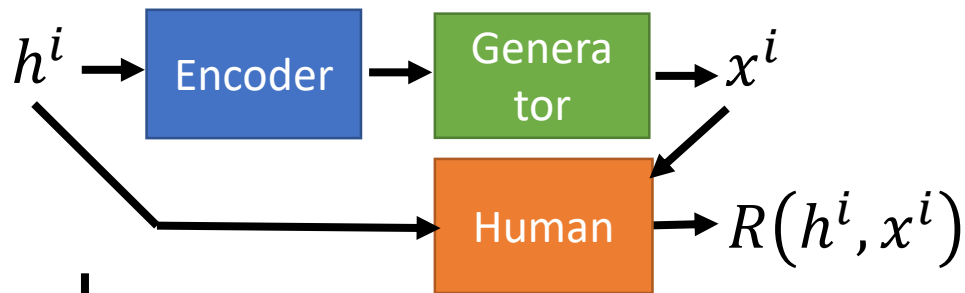 h^i
Encoder
Genera
tor
x^i
Human
R(h^i, x^i)